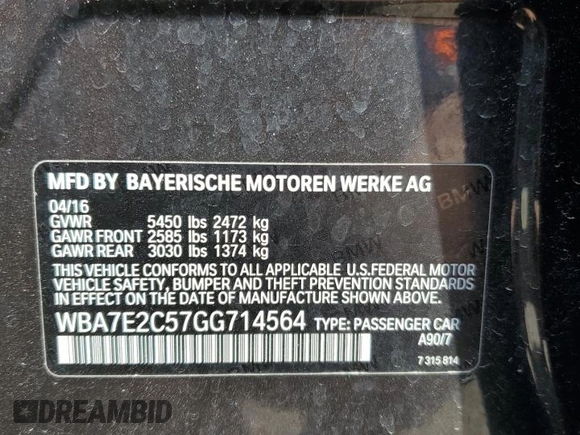 MFD BY BAYERISCHE MOTOREN WERKE AG
04/16
GVWR 5450 lbs 2472 kg
GAWR FRONT 2585 lbs 1173 kg
GAWR REAR 3030 lbs 1374 kg
THIS VEHICLE CONFORMS TO ALL APPLICABLE U.S.FEDERAL MOTOR
VEHICLE SAFETY, BUMPER AND THEFT PREVENTION STANDARDS
IN EFFECT ON THE DATE OF MANUFACTURE SHOWN ABOVE.
WBA7E2C57GG714564 TYPE: PASSENGER CAR
A90/7
7 315 814
DREAMBID